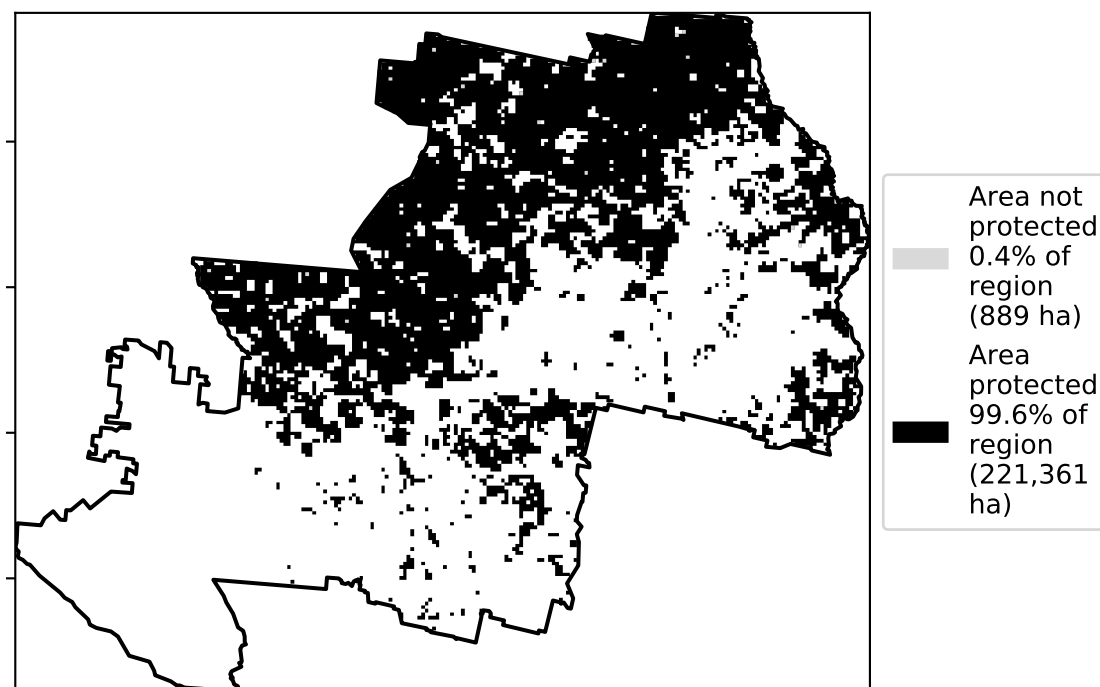 Area not
protected
0.4% of
region
(889 ha)
Area
protected
99.6% of
region
(221,361
ha)